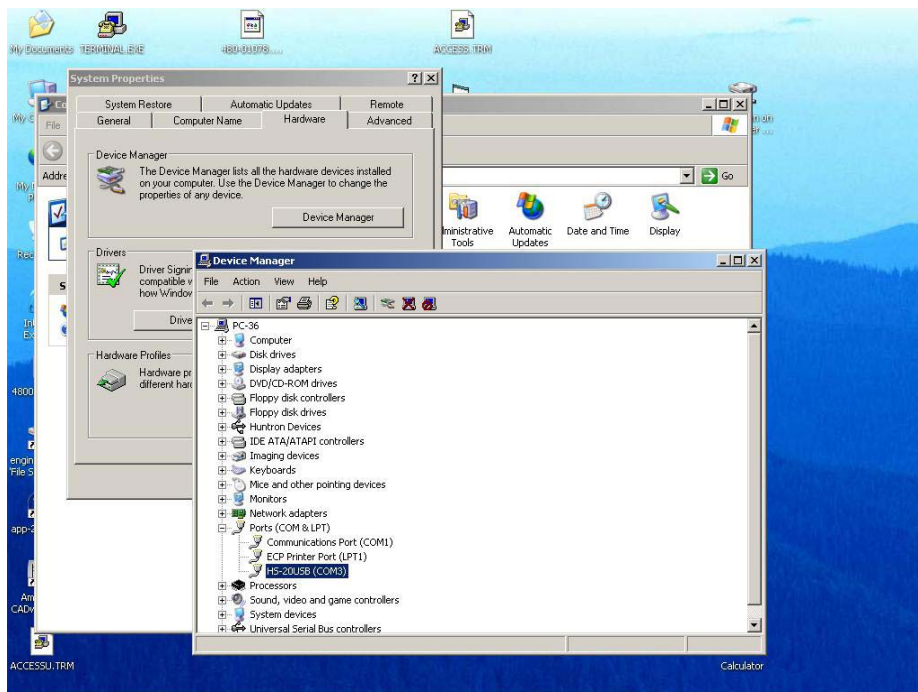 My Documents
TERMINAL.EXE
480-01078.....
ACCESS.TRM
System Properties
System Restore
Automatic Updates
Remote
General
Computer Name
Hardware
Advanced
File
Device Manager
The Device Manager lists all the hardware devices installed
on your computer. Use the Device Manager to change the
properties of any device.
Device Manager
Addre
Go
Administrative
Tools
Automatic
Updates
Date and Time
Display
Drivers
Driver Signin
compatible w
how Window
Drive
Hardware Profiles
Hardware pr
different hard
Device Manager
File Action View Help
PC-36
Computer
Disk drives
Display adapters
DVD/CD-ROM drives
Floppy disk controllers
Floppy disk drives
Huntron Devices
IDE ATA/ATAPI controllers
Imaging devices
Keyboards
Mice and other pointing devices
Monitors
Network adapters
Ports (COM & LPT)
Communications Port (COM1)
ECP Printer Port (LPT1)
HS-20USB (COM3)
Processors
Sound, video and game controllers
System devices
Universal Serial Bus controllers
4800
engin
app-2
Am
CADw
ACCESSU.TRM
Calculator